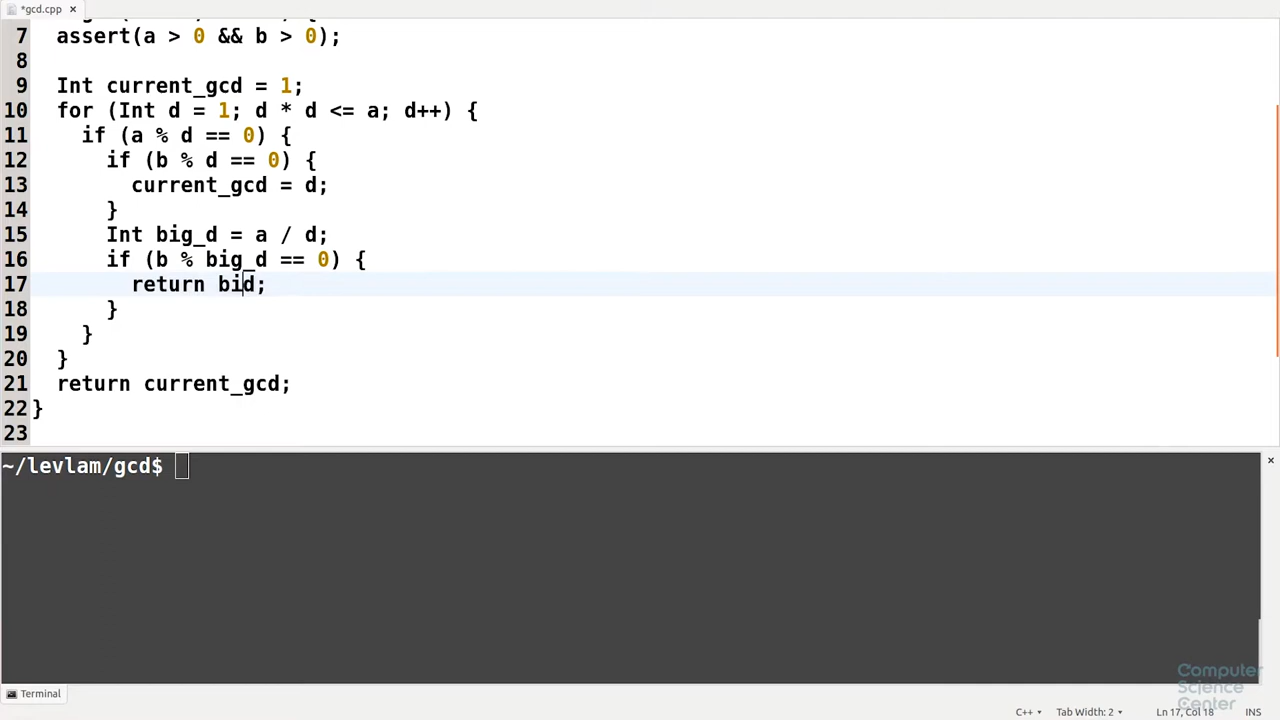 *gcd.cpp ×
7 assert(a > 0 && b > 0);
8
9 Int current_gcd = 1;
10 for (Int d = 1; d * d <= a; d++) {
11 if (a % d == 0) {
12 if (b % d == 0) {
13 current_gcd = d;
14 }
15 Int big_d = a / d;
16 if (b % big_d == 0) {
17 return bid;
18 }
19 }
20 }
21 return current_gcd;
22 }
23
~/levlam/gcd$
Computer
Science
Center
Terminal
C++ Tab Width: 2 Ln 17, Col 18 INS